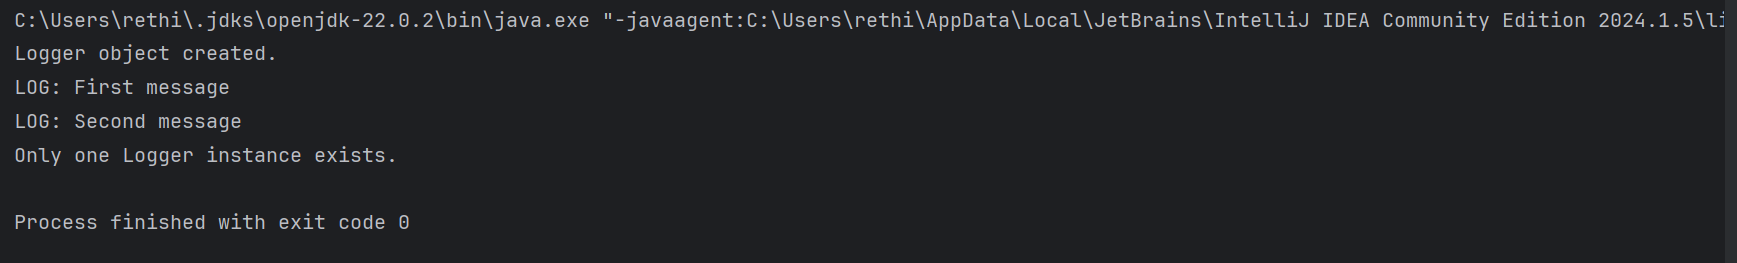 C:\Users\rethi\.jdks\openjdk-22.0.2\bin\java.exe "-javaagent:C:\Users\rethi\AppData\Local\JetBrains\IntelliJ IDEA Community Edition 2024.1.5\li
Logger object created.
LOG: First message
LOG: Second message
Only one Logger instance exists.
Process finished with exit code 0